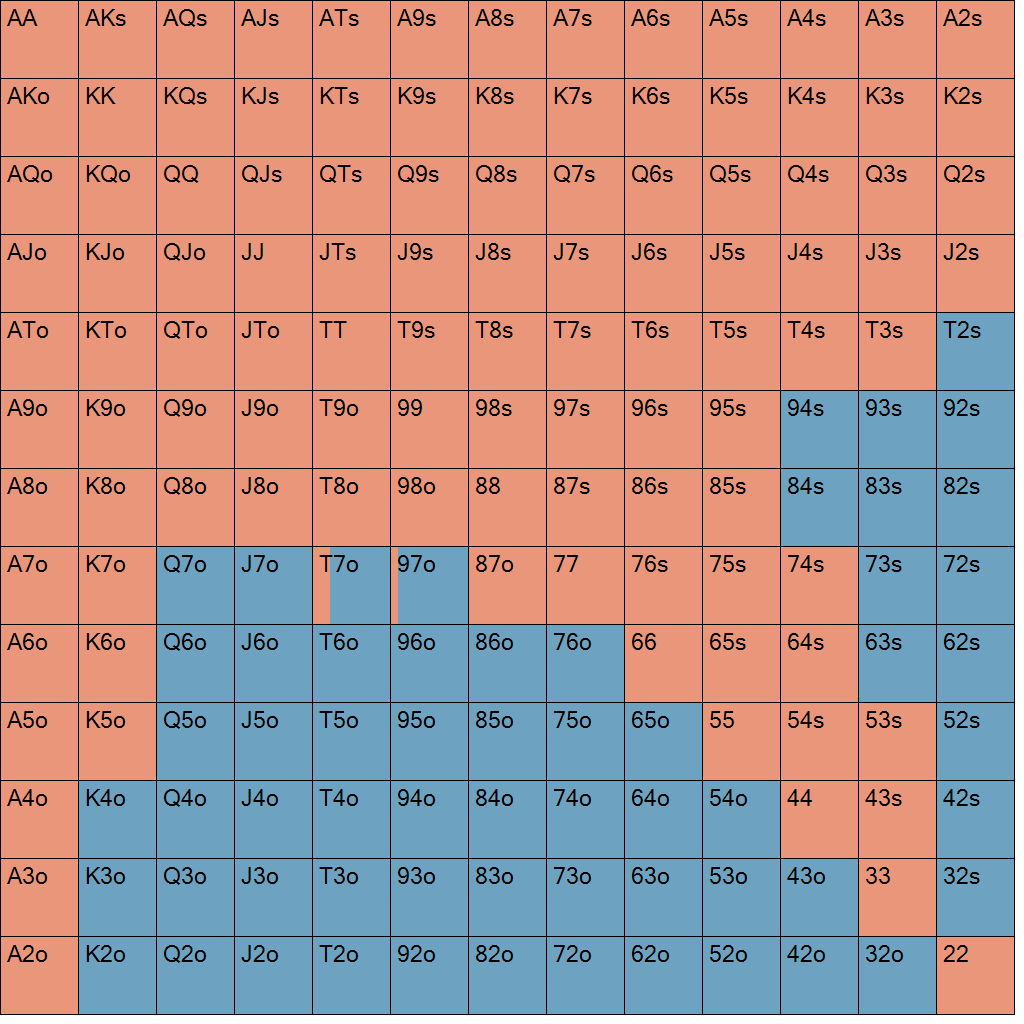 AA AKs AQs AJs ATs A9s A8s A7s A6s A5s A4s A3s A2s
AKo KK KQs KJs KTs K9s K8s K7s K6s K5s K4s K3s K2s
AQo KQo QQ QJs QTs Q9s Q8s Q7s Q6s Q5s Q4s Q3s Q2s
AJo KJo QJo JJ JTs J9s J8s J7s J6s J5s J4s J3s J2s
ATo KTo QTo JTo TT T9s T8s T7s T6s T5s T4s T3s T2s
A9o K9o Q9o J9o T9o 99 98s 97s 96s 95s 94s 93s 92s
A8o K8o Q8o J8o T8o 98o 88 87s 86s 85s 84s 83s 82s
A7o K7o Q7o J7o T7o 97o 87o 77 76s 75s 74s 73s 72s
A6o K6o Q6o J6o T6o 96o 86o 76o 66 65s 64s 63s 62s
A5o K5o Q5o J5o T5o 95o 85o 75o 65o 55 54s 53s 52s
A4o K4o Q4o J4o T4o 94o 84o 74o 64o 54o 44 43s 42s
A3o K3o Q3o J3o T3o 93o 83o 73o 63o 53o 43o 33 32s
A2o K2o Q2o J2o T2o 92o 82o 72o 62o 52o 42o 32o 22